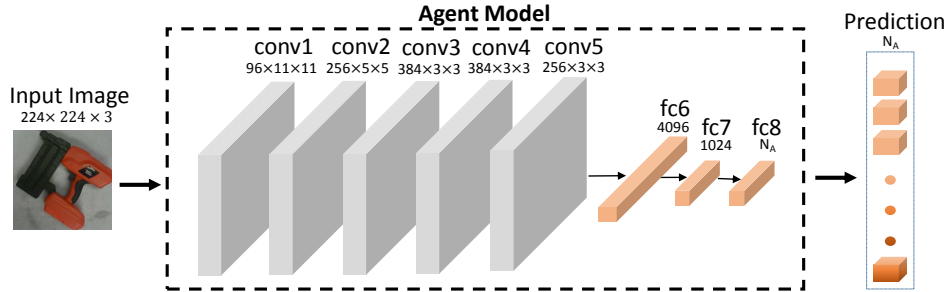 Agent Model
Input Image
224× 224 × 3
conv1
96×11×11
conv2
256×5×5
conv3
384×3×3
conv4
384×3×3
conv5
256×3×3
fc6
4096
fc7
1024
fc8
N_A
Prediction
N_A